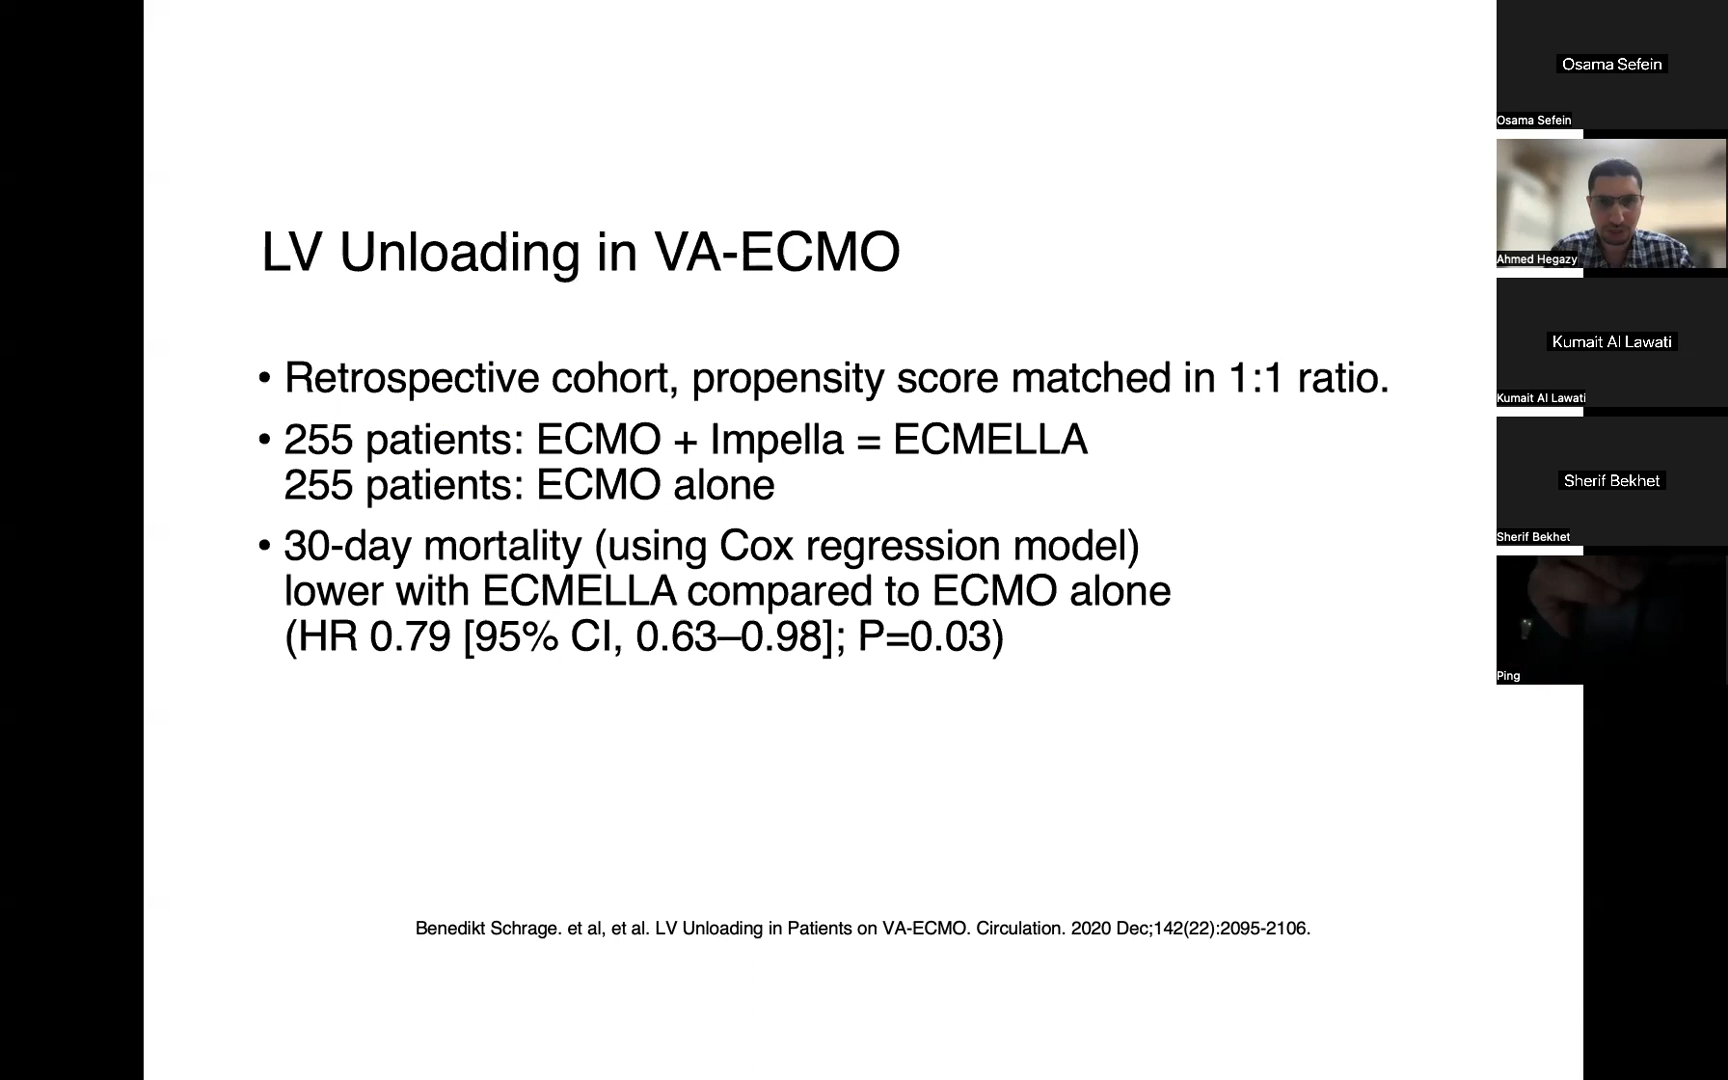 LV Unloading in VA-ECMO
• Retrospective cohort, propensity score matched in 1:1 ratio.
• 255 patients: ECMO + Impella = ECMELLA
255 patients: ECMO alone
• 30-day mortality (using Cox regression model)
lower with ECMELLA compared to ECMO alone
(HR 0.79 [95% CI, 0.63–0.98]; P=0.03)
Benedikt Schrage. et al, et al. LV Unloading in Patients on VA-ECMO. Circulation. 2020 Dec;142(22):2095-2106.
Osama Sefein
Osama Sefein
Ahmed Hegazy
Kumait Al Lawati
Kumait Al Lawati
Sherif Bekhet
Sherif Bekhet
Ping